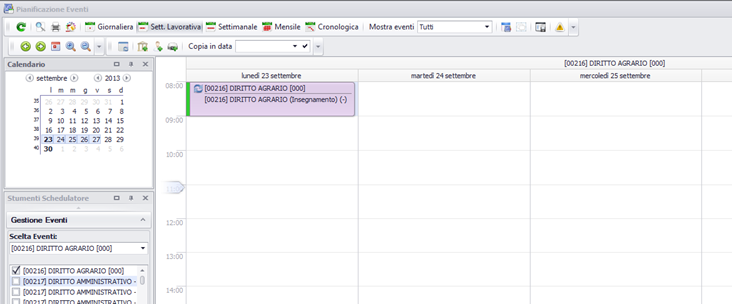 Pianificazione Eventi
Giornaliera Sett. Lavorativa Settimanale Mensile Cronologica Mostra eventi Tutti
Copia in data
Calendario
settembre 2013
l m m g v s d
35 26 27 28 29 30 31 1
36 2 3 4 5 6 7 8
37 9 10 11 12 13 14 15
38 16 17 18 19 20 21 22
39 23 24 25 26 27 28 29
40 30 1 2 3 4 5 6
Stumenti Schedulatore
Gestione Eventi
Scelta Eventi:
[00216] DIRITTO AGRARIO [000]
[00216] DIRITTO AGRARIO [000]
[00217] DIRITTO AMMINISTRATIVO -
[00217] DIRITTO AMMINISTRATIVO -
[00216] DIRITTO AGRARIO [000]
lunedì 23 settembre martedì 24 settembre mercoledì 25 settembre
08:00
[00216] DIRITTO AGRARIO [000]
[00216] DIRITTO AGRARIO (Insegnamento) (-)
09:00
10:00
12:00
13:00
14:00